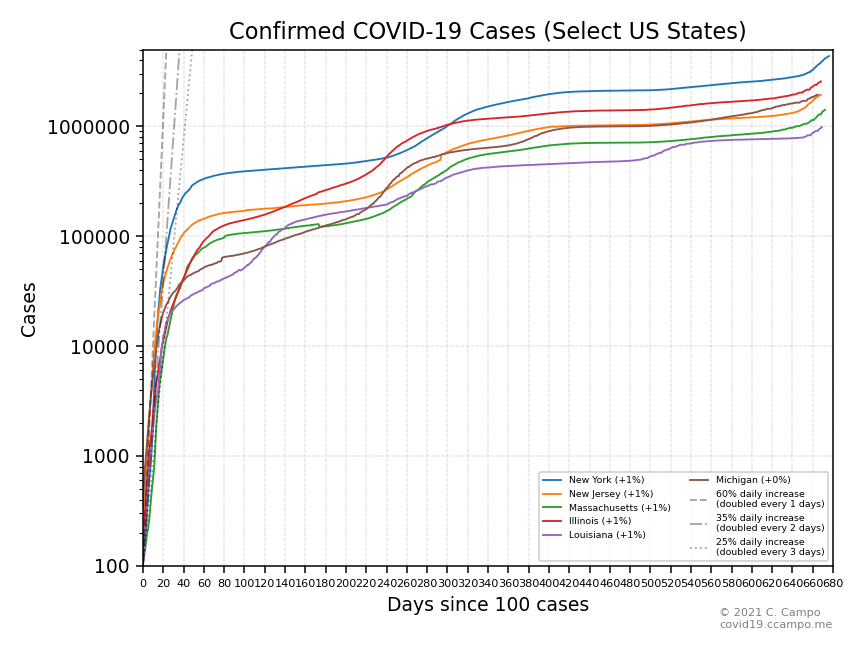 Confirmed COVID-19 Cases (Select US States)
Cases
1000000
100000
10000
1000
100
New York (+1%)
New Jersey (+1%)
Massachusetts (+1%)
Illinois (+1%)
Louisiana (+1%)
Michigan (+0%)
60% daily increase
(doubled every 1 days)
35% daily increase
(doubled every 2 days)
25% daily increase
(doubled every 3 days)
0 20 40 60 80 100 120 140 160 180 200 220 240 260 280 300 320 340 360 380 400 420 440 460 480 500 520 540 560 580 600 620 640 660 680
Days since 100 cases
© 2021 C. Campo
covid19.ccampo.me